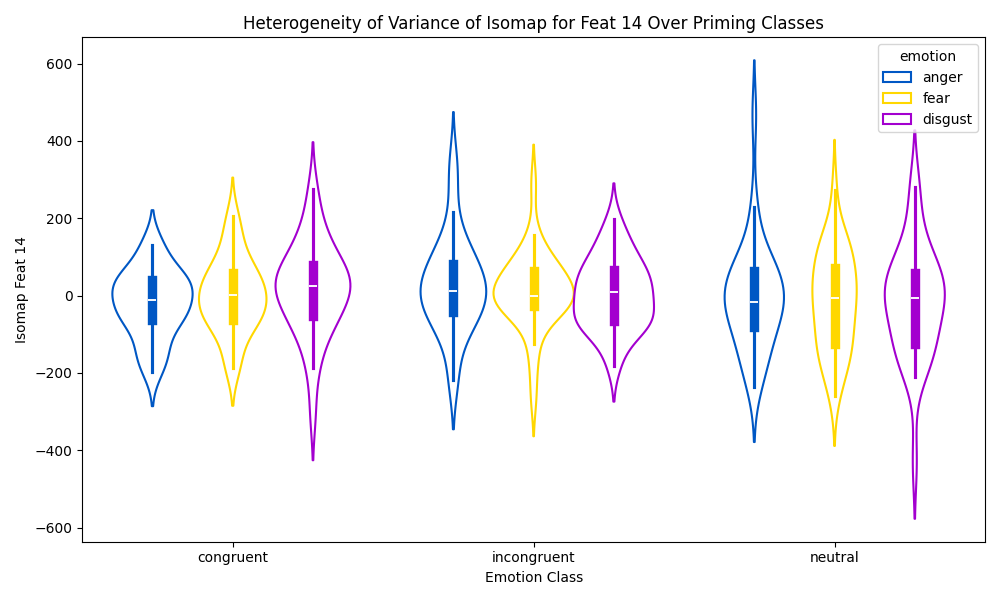 Heterogeneity of Variance of Isomap for Feat 14 Over Priming Classes
emotion
anger
fear
disgust
Isomap Feat 14
600
400
200
0
−200
−400
−600
congruent
incongruent
neutral
Emotion Class